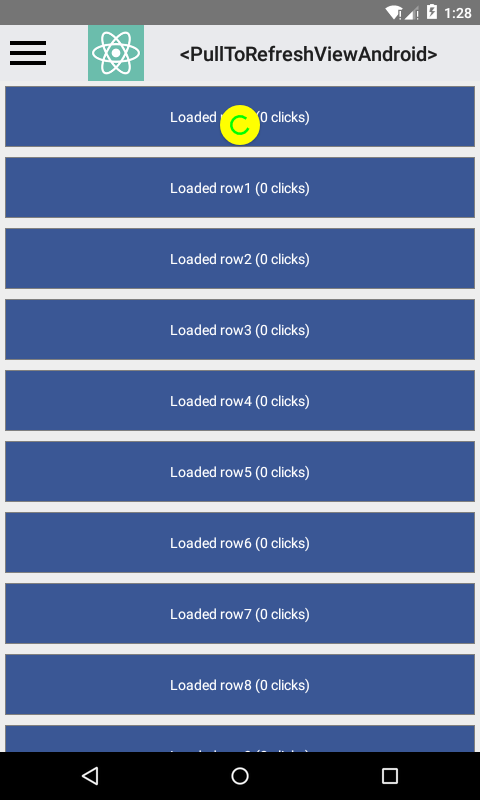 1:28
<PullToRefreshViewAndroid>
Loaded (0 clicks)
Loaded row1 (0 clicks)
Loaded row2 (0 clicks)
Loaded row3 (0 clicks)
Loaded row4 (0 clicks)
Loaded row5 (0 clicks)
Loaded row6 (0 clicks)
Loaded row7 (0 clicks)
Loaded row8 (0 clicks)